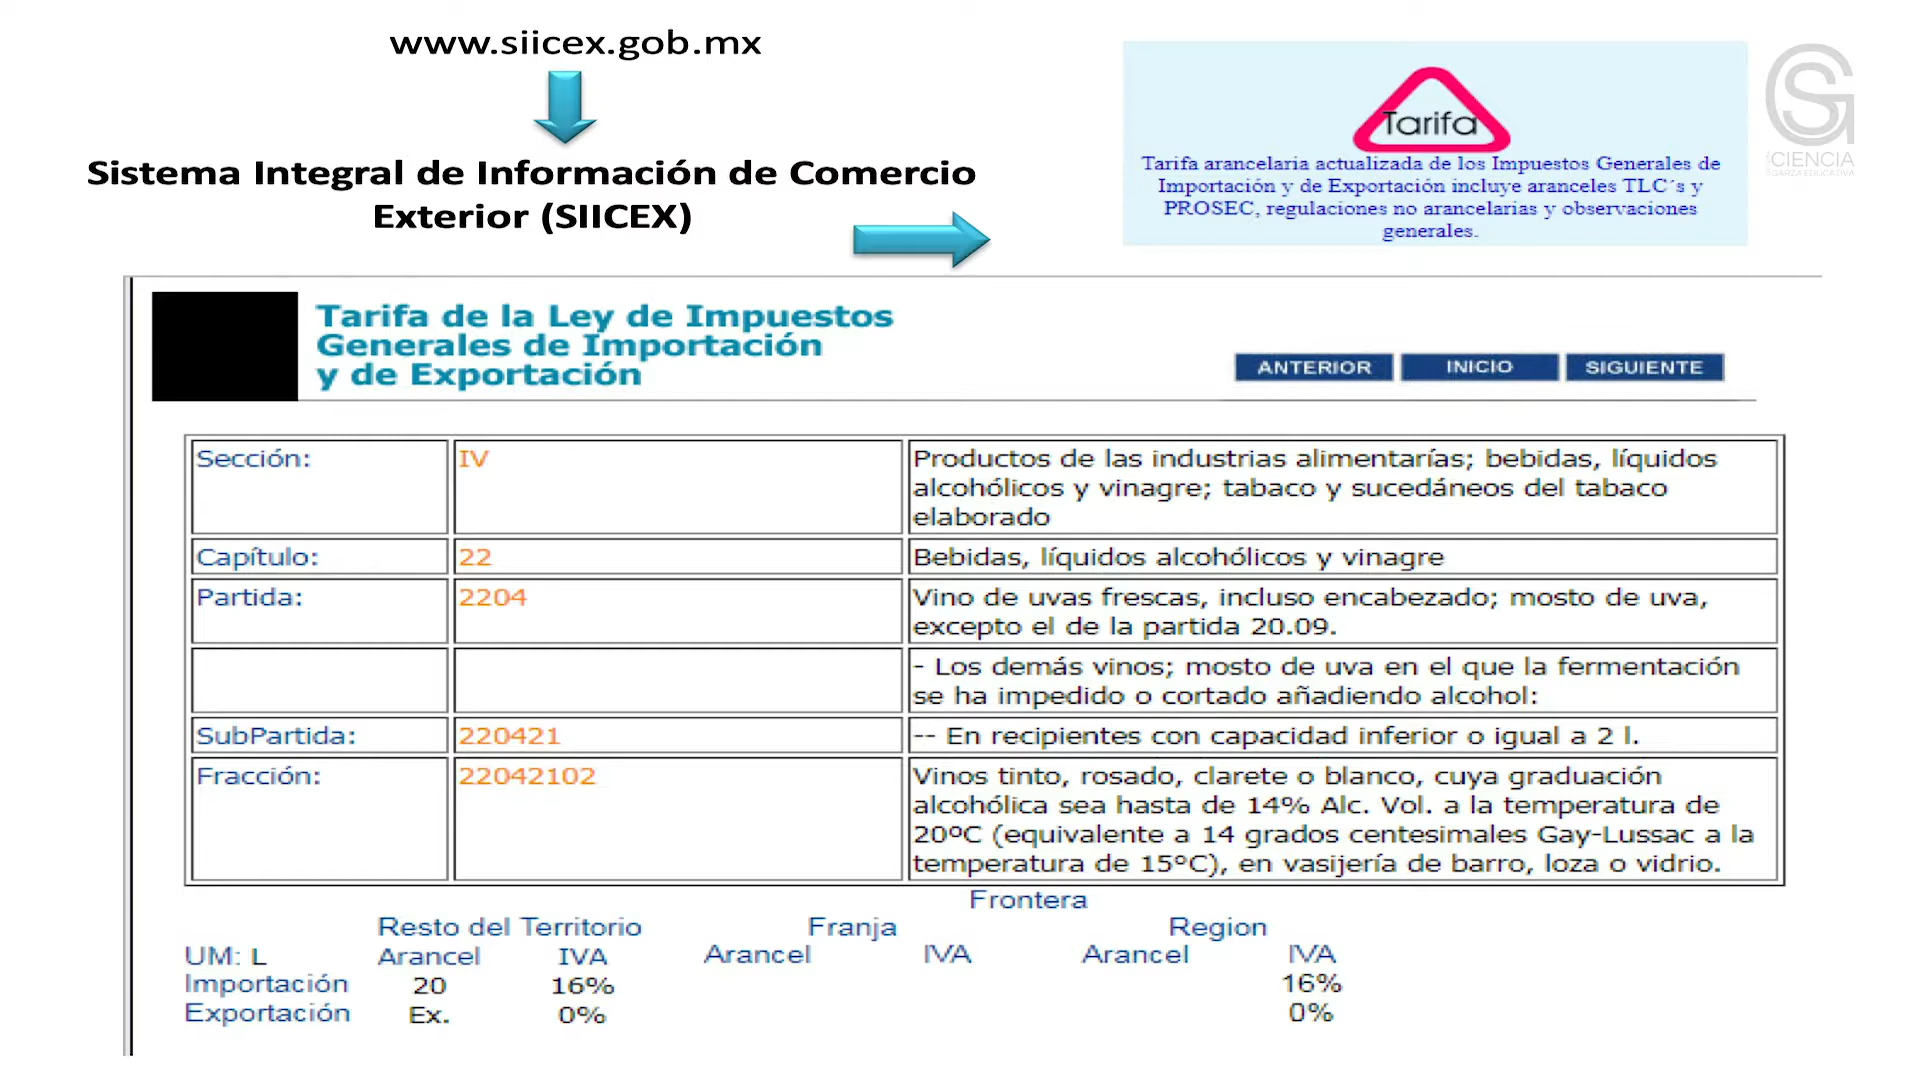 www.siicex.gob.mx
Sistema Integral de Información de Comercio
Exterior (SIICEX)
Tarifa
Tarifa arancelaria actualizada de los Impuestos Generales de
Importación y de Exportación incluye aranceles TLC´s y
PROSEC, regulaciones no arancelarias y observaciones
generales.
CIENCIA
GARZA EDUCATIVA
Tarifa de la Ley de Impuestos
Generales de Importación
y de Exportación
ANTERIOR INICIO SIGUIENTE
Sección: IV Productos de las industrias alimentarías; bebidas, líquidos
alcohólicos y vinagre; tabaco y sucedáneos del tabaco
elaborado
Capítulo: 22 Bebidas, líquidos alcohólicos y vinagre
Partida: 2204 Vino de uvas frescas, incluso encabezado; mosto de uva,
excepto el de la partida 20.09.
- Los demás vinos; mosto de uva en el que la fermentación
se ha impedido o cortado añadiendo alcohol:
SubPartida: 220421 -- En recipientes con capacidad inferior o igual a 2 l.
Fracción: 22042102 Vinos tinto, rosado, clarete o blanco, cuya graduación
alcohólica sea hasta de 14% Alc. Vol. a la temperatura de
20ºC (equivalente a 14 grados centesimales Gay-Lussac a la
temperatura de 15ºC), en vasijería de barro, loza o vidrio.
Frontera
Resto del Territorio Franja Region
UM: L Arancel IVA Arancel IVA Arancel IVA
Importación 20 16% 16%
Exportación Ex. 0% 0%